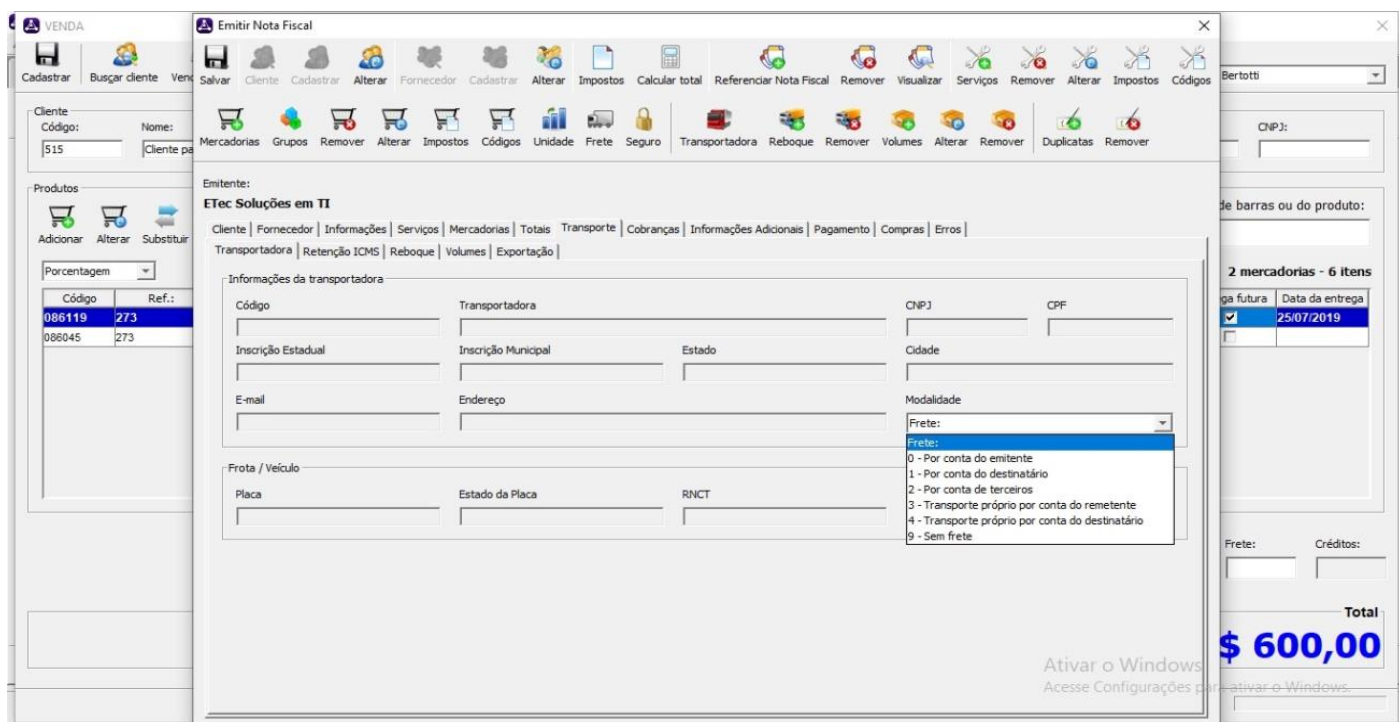 VENDA
Emitir Nota Fiscal
Cadastrar Buscar cliente
Salvar Cliente Cadastrar Alterar Fornecedor Cadastrar Alterar Impostos Calcular total Referenciar Nota Fiscal Remover Visualizar Serviços Remover Alterar Impostos Códigos
Bertotti
Mercadorias Grupos Remover Alterar Impostos Códigos Unidade Frete Seguro Transportadora Reboque Remover Volumes Alterar Remover Duplicatas Remover
Cliente
Código: Nome: CNPJ:
515 Cliente pa
Emitente:
ETec Soluções em TI
Produtos
Adicionar Alterar Substituir
de barras ou do produto:
Cliente Fornecedor Informações Serviços Mercadorias Totais Transporte Cobranças Informações Adicionais Pagamento Compras Erros
Transportadora Retenção ICMS Reboque Volumes Exportação
Porcentagem
2 mercadorias - 6 itens
Informações da transportadora
Código Ref.:
ga futura Data da entrega
086119 273
25/07/2019
086045 273
Código Transportadora CNPJ CPF
Inscrição Estadual Inscrição Municipal Estado Cidade
E-mail Endereço Modalidade
Frete:
Frete:
0 - Por conta do emitente
1 - Por conta do destinatário
2 - Por conta de terceiros
3 - Transporte próprio por conta do remetente
4 - Transporte próprio por conta do destinatário
9 - Sem frete
Frota / Veículo
Placa Estado da Placa RNCT
Frete: Créditos:
Total
$ 600,00
Ativar o Windows
Acesse Configurações para ativar o Windows.